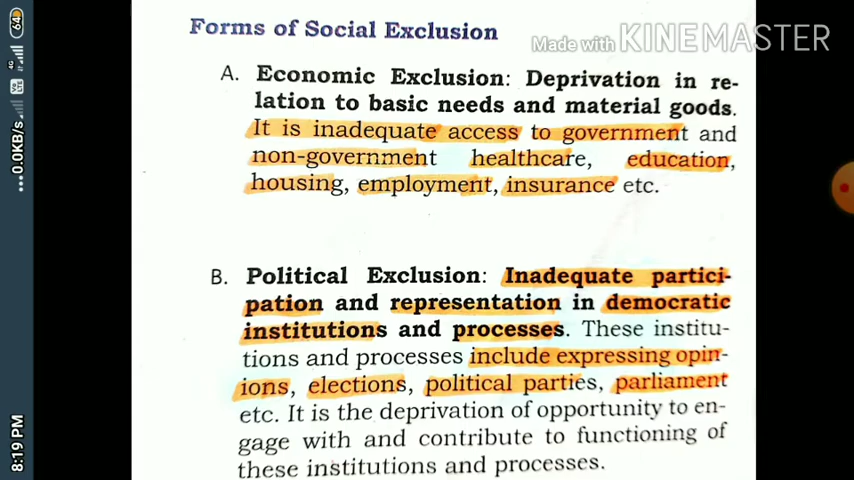 Forms of Social Exclusion
Made with KINEMASTER
A. Economic Exclusion: Deprivation in re-
lation to basic needs and material goods.
It is inadequate access to government and
non-government healthcare, education,
housing, employment, insurance etc.
B. Political Exclusion: Inadequate partici-
pation and representation in democratic
institutions and processes. These institu-
tions and processes include expressing opin-
ions, elections, political parties, parliament
etc. It is the deprivation of opportunity to en-
gage with and contribute to functioning of
these institutions and processes.
64
4G
...0.0KB/s
8:19 PM